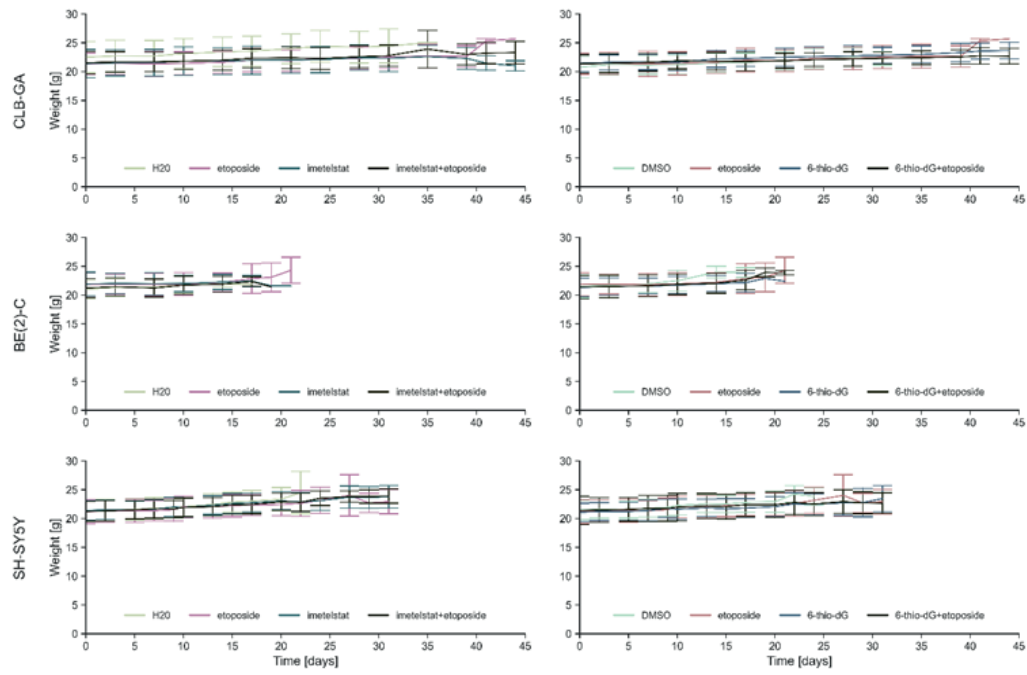 CLB-GA
Weight [g]
30
25
20
15
10
5
0
H20 etoposide imetelstat imetelstat+etoposide
0 5 10 15 20 25 30 35 40 45
30
25
20
15
10
5
0
DMSO etoposide 6-thio-dG 6-thio-dG+etoposide
0 5 10 15 20 25 30 35 40 45
BE(2)-C
Weight [g]
30
25
20
15
10
5
0
H20 etoposide imetelstat imetelstat+etoposide
0 5 10 15 20 25 30 35 40 45
30
25
20
15
10
5
0
DMSO etoposide 6-thio-dG 6-thio-dG+etoposide
0 5 10 15 20 25 30 35 40 45
SH-SY5Y
Weight [g]
30
25
20
15
10
5
0
H20 etoposide imetelstat imetelstat+etoposide
0 5 10 15 20 25 30 35 40 45
Time [days]
30
25
20
15
10
5
0
DMSO etoposide 6-thio-dG 6-thio-dG+etoposide
0 5 10 15 20 25 30 35 40 45
Time [days]